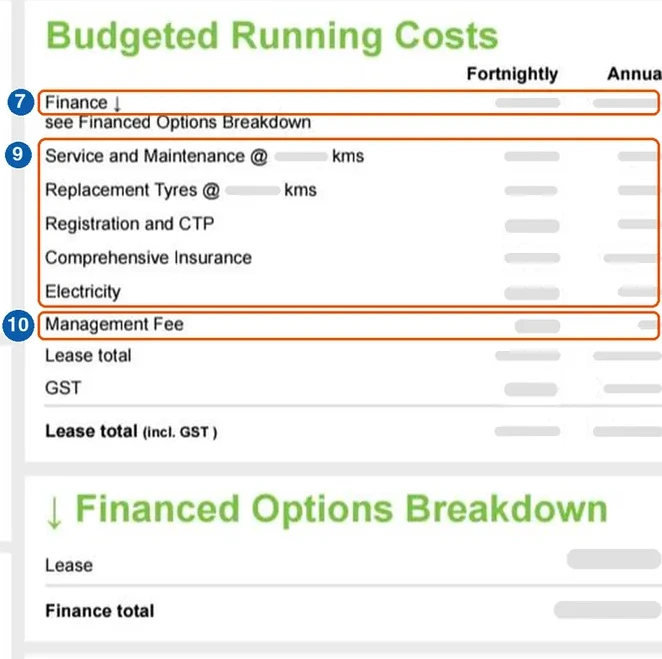 Budgeted Running Costs
Fortnightly Annua
7 Finance ↓
see Financed Options Breakdown
9 Service and Maintenance @ kms
Replacement Tyres @ kms
Registration and CTP
Comprehensive Insurance
Electricity
10 Management Fee
Lease total
GST
Lease total (incl. GST )
↓ Financed Options Breakdown
Lease
Finance total